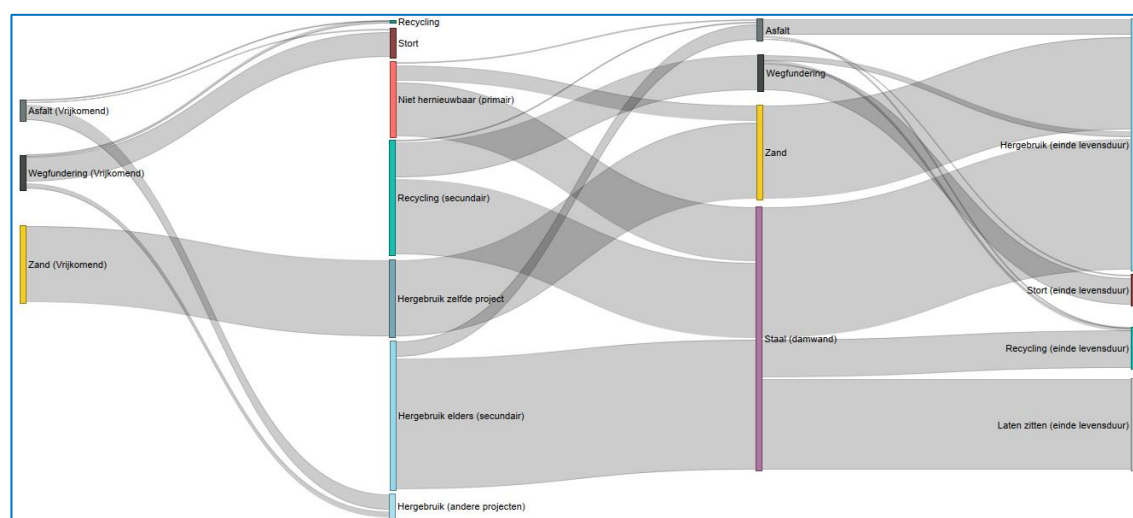 Asfalt (Vrijkomend)
Wegfundering (Vrijkomend)
Zand (Vrijkomend)
Recycling
Stort
Niet hernieuwbaar (primair)
Recycling (secundair)
Hergebruik zelfde project
Hergebruik elders (secundair)
Hergebruik (andere projecten)
Asfalt
Wegfundering
Zand
Staal (damwand)
Hergebruik (einde levensduur)
Stort (einde levensduur)
Recycling (einde levensduur)
Laten zitten (einde levensduur)